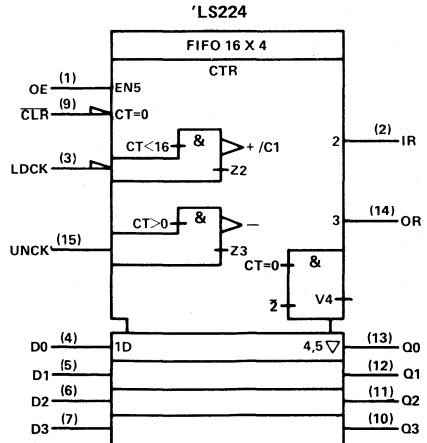 'LS224
FIFO 16 X 4
CTR
(1)
OE
EN5
(9)
CLR
CT=0
CT<16
&
+ /C1
2
(2)
IR
(3)
LDCK
Z2
CT>0
&
−
3
(14)
OR
(15)
UNCK
Z3
CT=0
&
2
V4
D0
(4)
1D
4,5 ▽
(13)
Q0
D1
(5)
(12)
Q1
D2
(6)
(11)
Q2
D3
(7)
(10)
Q3